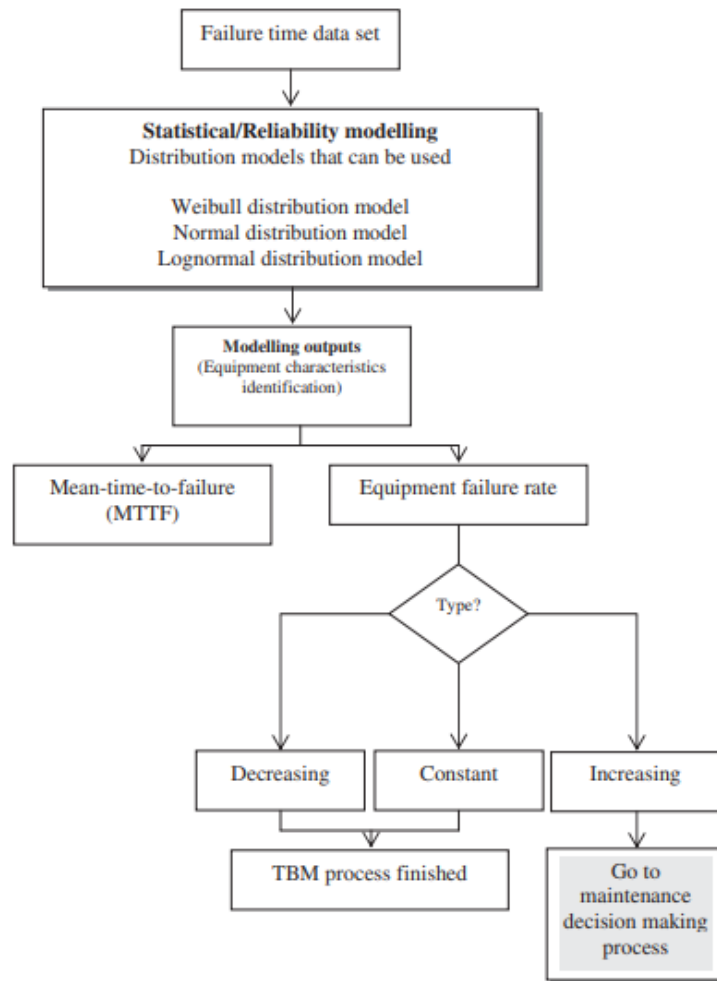 Failure time data set
Statistical/Reliability modelling
Distribution models that can be used
Weibull distribution model
Normal distribution model
Lognormal distribution model
Modelling outputs
(Equipment characteristics
identification)
Mean-time-to-failure
(MTTF)
Equipment failure rate
Type?
Decreasing
Constant
Increasing
TBM process finished
Go to
maintenance
decision making
process